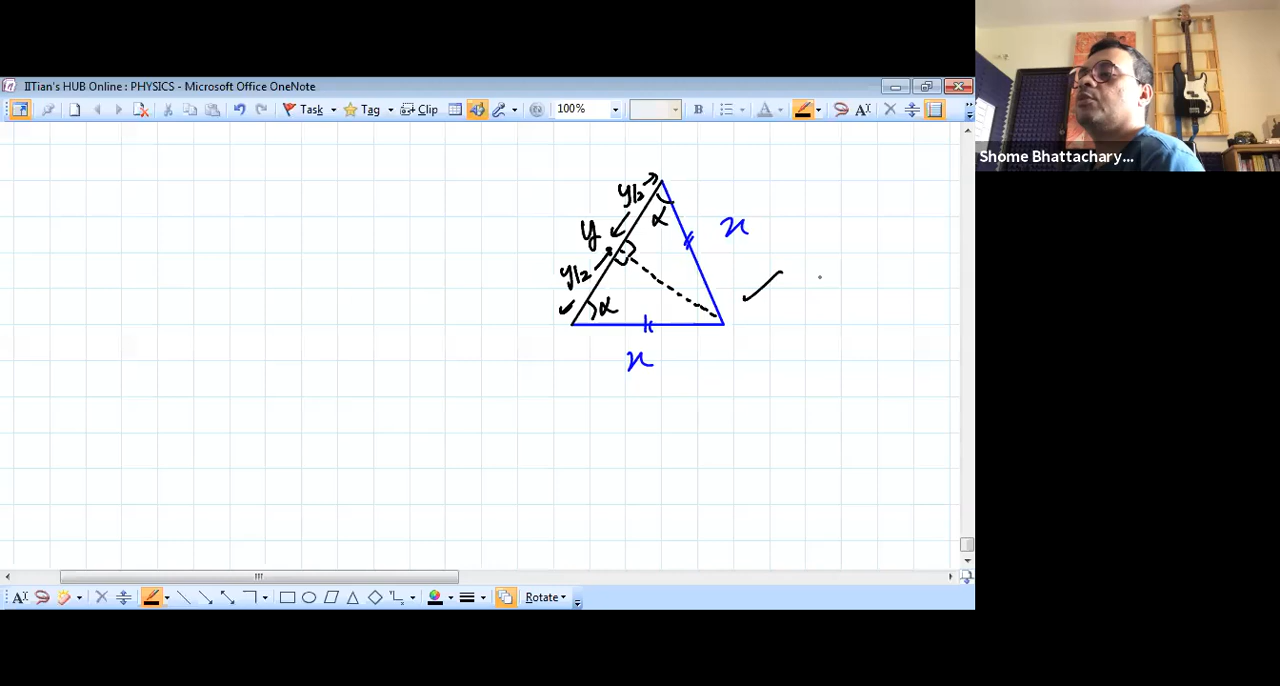 IITian's HUB Online : PHYSICS - Microsoft Office OneNote
Task Tag Clip 100% B A
Shome Bhattachary...
y/2
α
x
y
y/2
α
x
Rotate